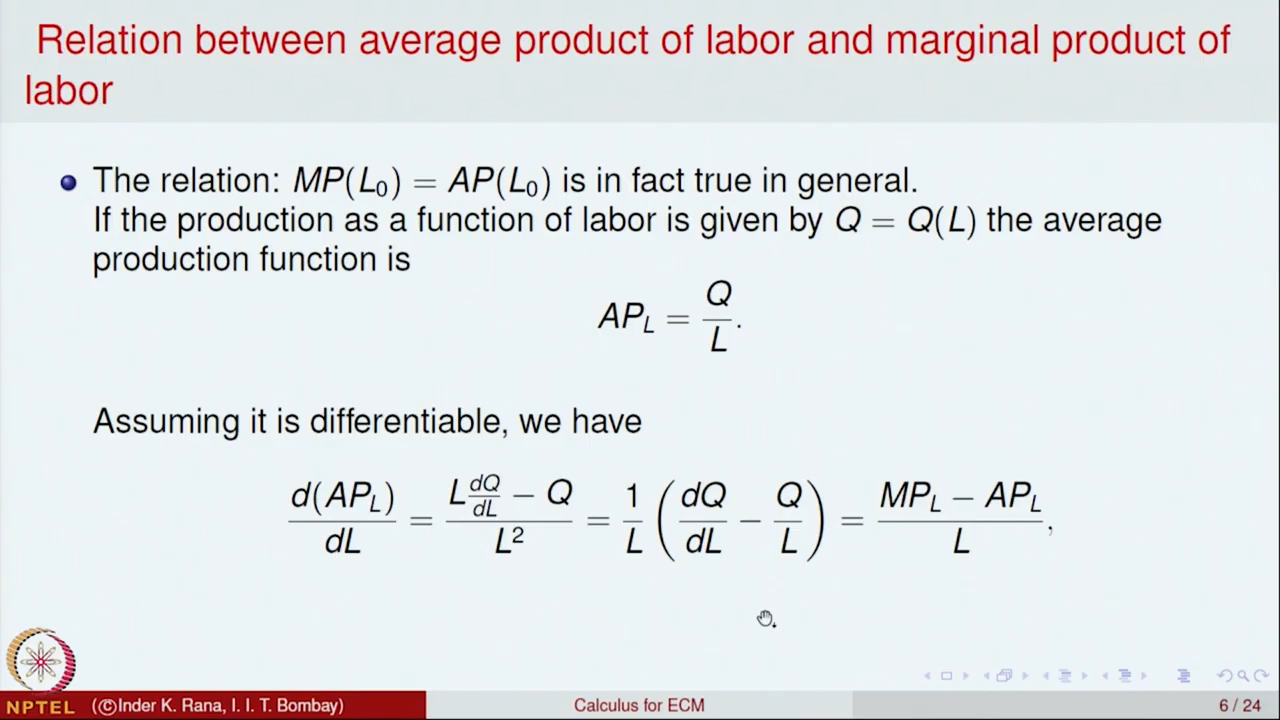 Relation between average product of labor and marginal product of
labor
The relation: MP(L₀) = AP(L₀) is in fact true in general.
If the production as a function of labor is given by Q = Q(L) the average
production function is
AP_L = Q/L.
Assuming it is differentiable, we have
d(AP_L)/dL = (L dQ/dL − Q)/L² = 1/L (dQ/dL − Q/L) = (MP_L − AP_L)/L,
NPTEL (©Inder K. Rana, I. I. T. Bombay) Calculus for ECM 6 / 24